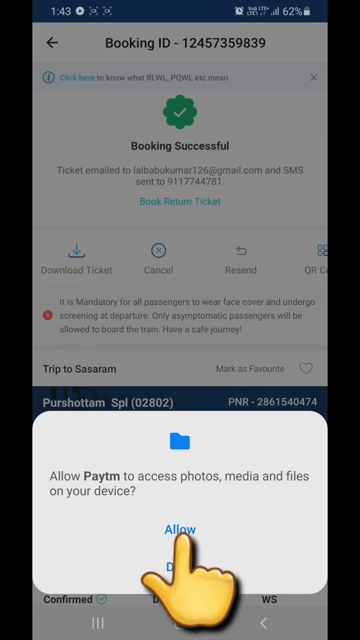 1:43 62%
Booking ID - 12457359839
Click here to know what RLWL, PQWL etc mean
Booking Successful
Ticket emailed to lalbabukumar126@gmail.com and SMS
sent to 9117744781.
Book Return Ticket
Download Ticket Cancel Resend QR Co
It is Mandatory for all passengers to wear face cover and undergo
screening at departure. Only asymptomatic passengers will be
allowed to board the train. Have a safe journey!
Trip to Sasaram Mark as Favourite
Purshottam Spl (02802) PNR - 2861540474
Allow Paytm to access photos, media and files
on your device?
Allow
D
Confirmed D WS